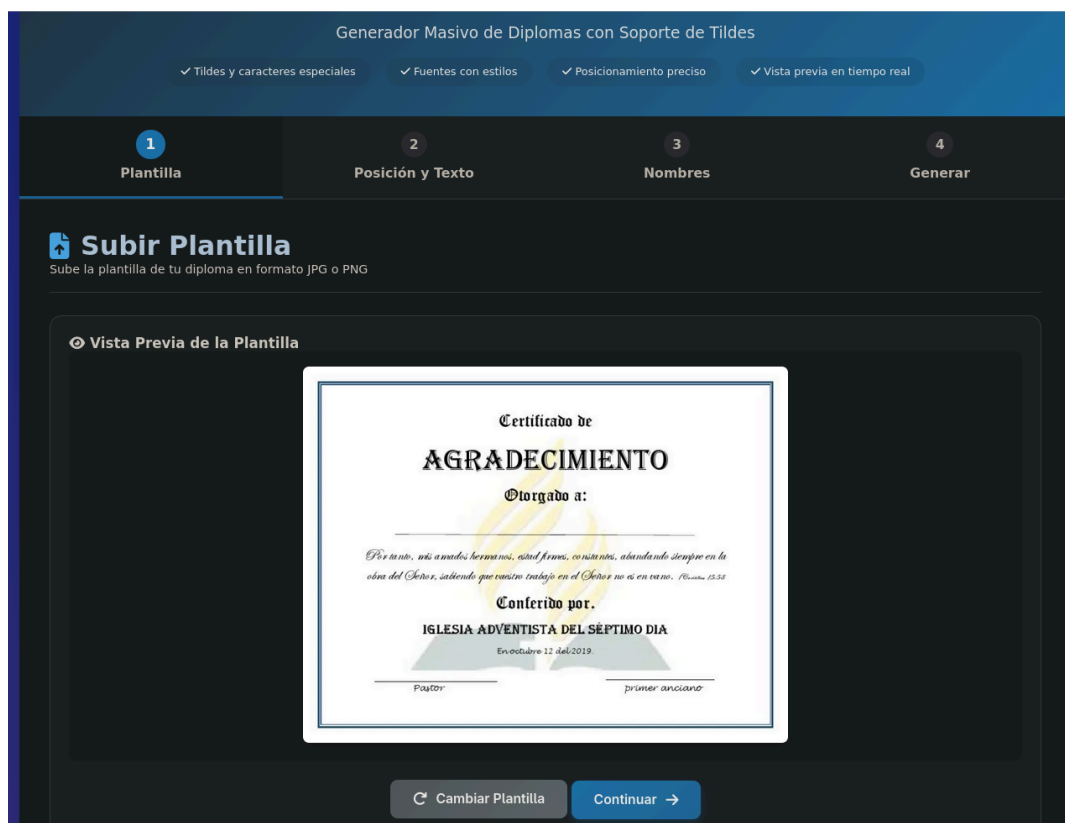 Generador Masivo de Diplomas con Soporte de Tildes
Tildes y caracteres especiales
Fuentes con estilos
Posicionamiento preciso
Vista previa en tiempo real
1
Plantilla
2
Posición y Texto
3
Nombres
4
Generar
Subir Plantilla
Sube la plantilla de tu diploma en formato JPG o PNG
Vista Previa de la Plantilla
Certificado de
AGRADECIMIENTO
Otorgado a:
Por tanto, mis amados hermanos, estad firmes, constantes, abundando siempre en la
obra del Señor, sabiendo que vuestro trabajo en el Señor no es en vano. 15:58
Conferido por.
IGLESIA ADVENTISTA DEL SÉPTIMO DIA
En octubre 12 del 2019.
Pastor
primer anciano
Cambiar Plantilla
Continuar